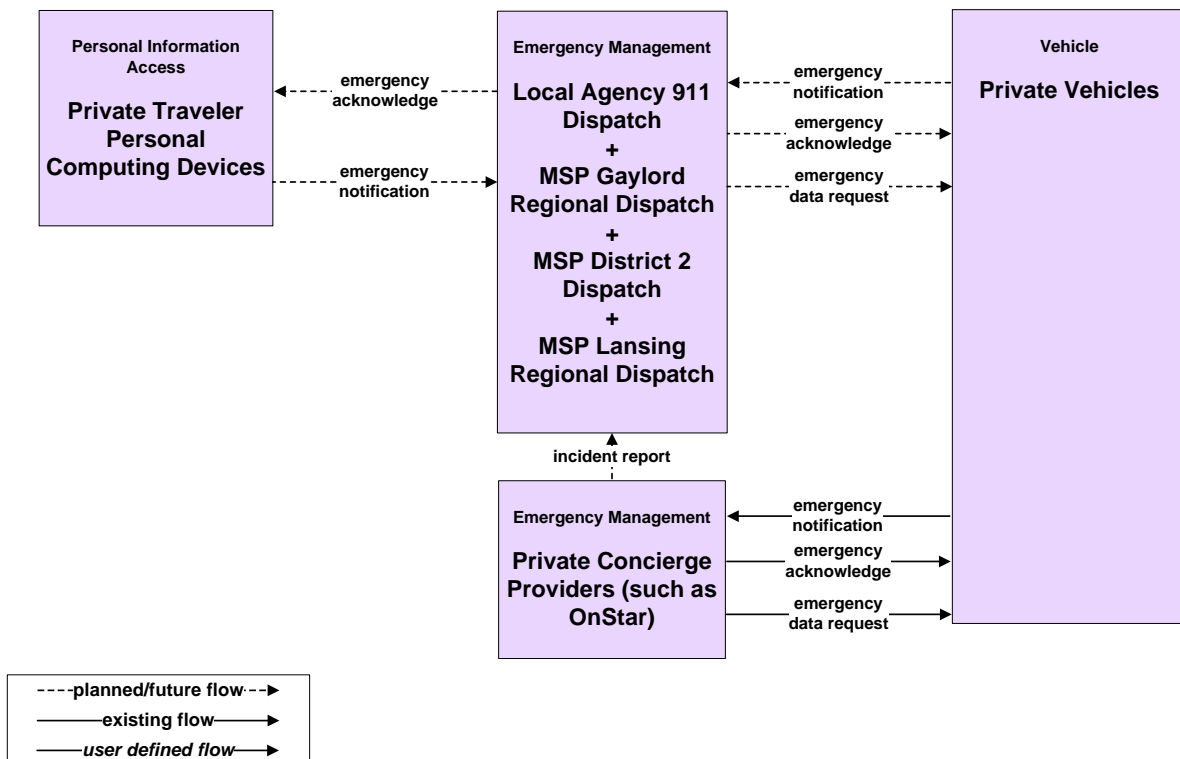 Personal Information
Access
Private Traveler
Personal
Computing Devices
emergency
acknowledge
emergency
notification
Emergency Management
Local Agency 911
Dispatch
+
MSP Gaylord
Regional Dispatch
+
MSP District 2
Dispatch
+
MSP Lansing
Regional Dispatch
emergency
notification
emergency
acknowledge
emergency
data request
Vehicle
Private Vehicles
incident report
Emergency Management
Private Concierge
Providers (such as
OnStar)
emergency
notification
emergency
acknowledge
emergency
data request
planned/future flow
existing flow
user defined flow